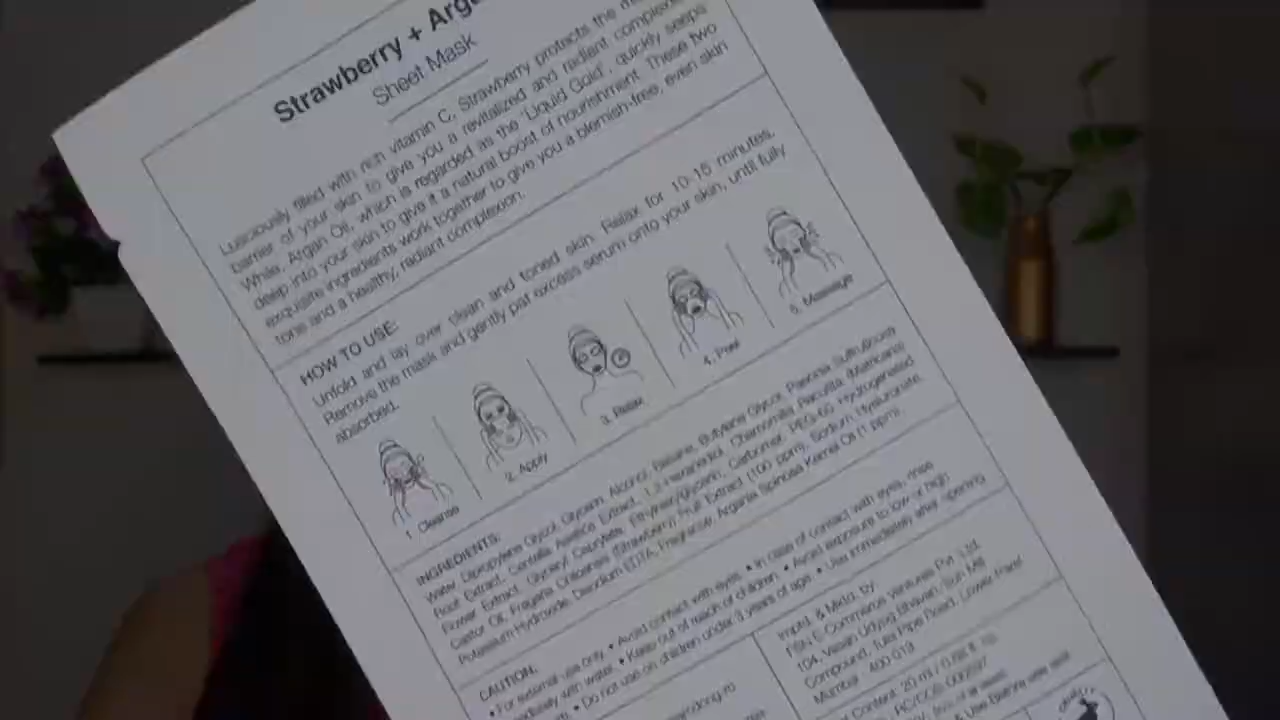 Strawberry + Arga
Sheet Mask
Lusciously filled with rich vitamin C, Strawberry protects the
barrier of your skin to give you a revitalized and radiant
While, Argan Oil, which is regarded as the 'Liquid Gold', quickly seeps
deep into your skin to give it a natural boost of nourishment. These two
exquisite ingredients work together to give you a blemish-free, even skin
tone and a healthy, radiant complexion.
HOW TO USE:
Unfold and lay over clean and toned skin. Relax for 10-15 minutes.
Remove the mask and gently pat excess serum onto your skin, until fully
absorbed.
1. Cleanse
2. Apply
3. Relax
4. Peel
5. Massage
INGREDIENTS:
Water, Dipropylene Glycol, Glycerin, Alcohol, Betaine, Butylene Glycol, Paeonia Suffruticosa
Root Extract, Centella Asiatica Extract, 1,2-Hexanediol, Chamomilla Recutita (Matricaria)
Flower Extract, Glyceryl Caprylate, Ethylhexylglycerin, Carbomer, PEG-60 Hydrogenated
Castor Oil, Fragaria Chiloensis (Strawberry) Fruit Extract (100 ppm), Sodium Hyaluronate,
Potassium Hydroxide, Disodium EDTA, Fragrance, Argania Spinosa Kernel Oil (1 ppm).
CAUTION:
• For external use only. • Avoid contact with eyes. • In case of contact with eyes, rinse
with water. • Keep out of reach of children. • Avoid exposure to low or high
• Do not use on children under 3 years of age. • Use immediately after opening
Imptd. & Mktd. by:
FSN E-Commerce Ventures Pvt. Ltd.
104, Vasan Udyog Bhavan, Sun Mill
Compound, Tulsi Pipe Road, Lower Parel
Mumbai - 400 013
Content: 20 ml / 0.68 fl. oz